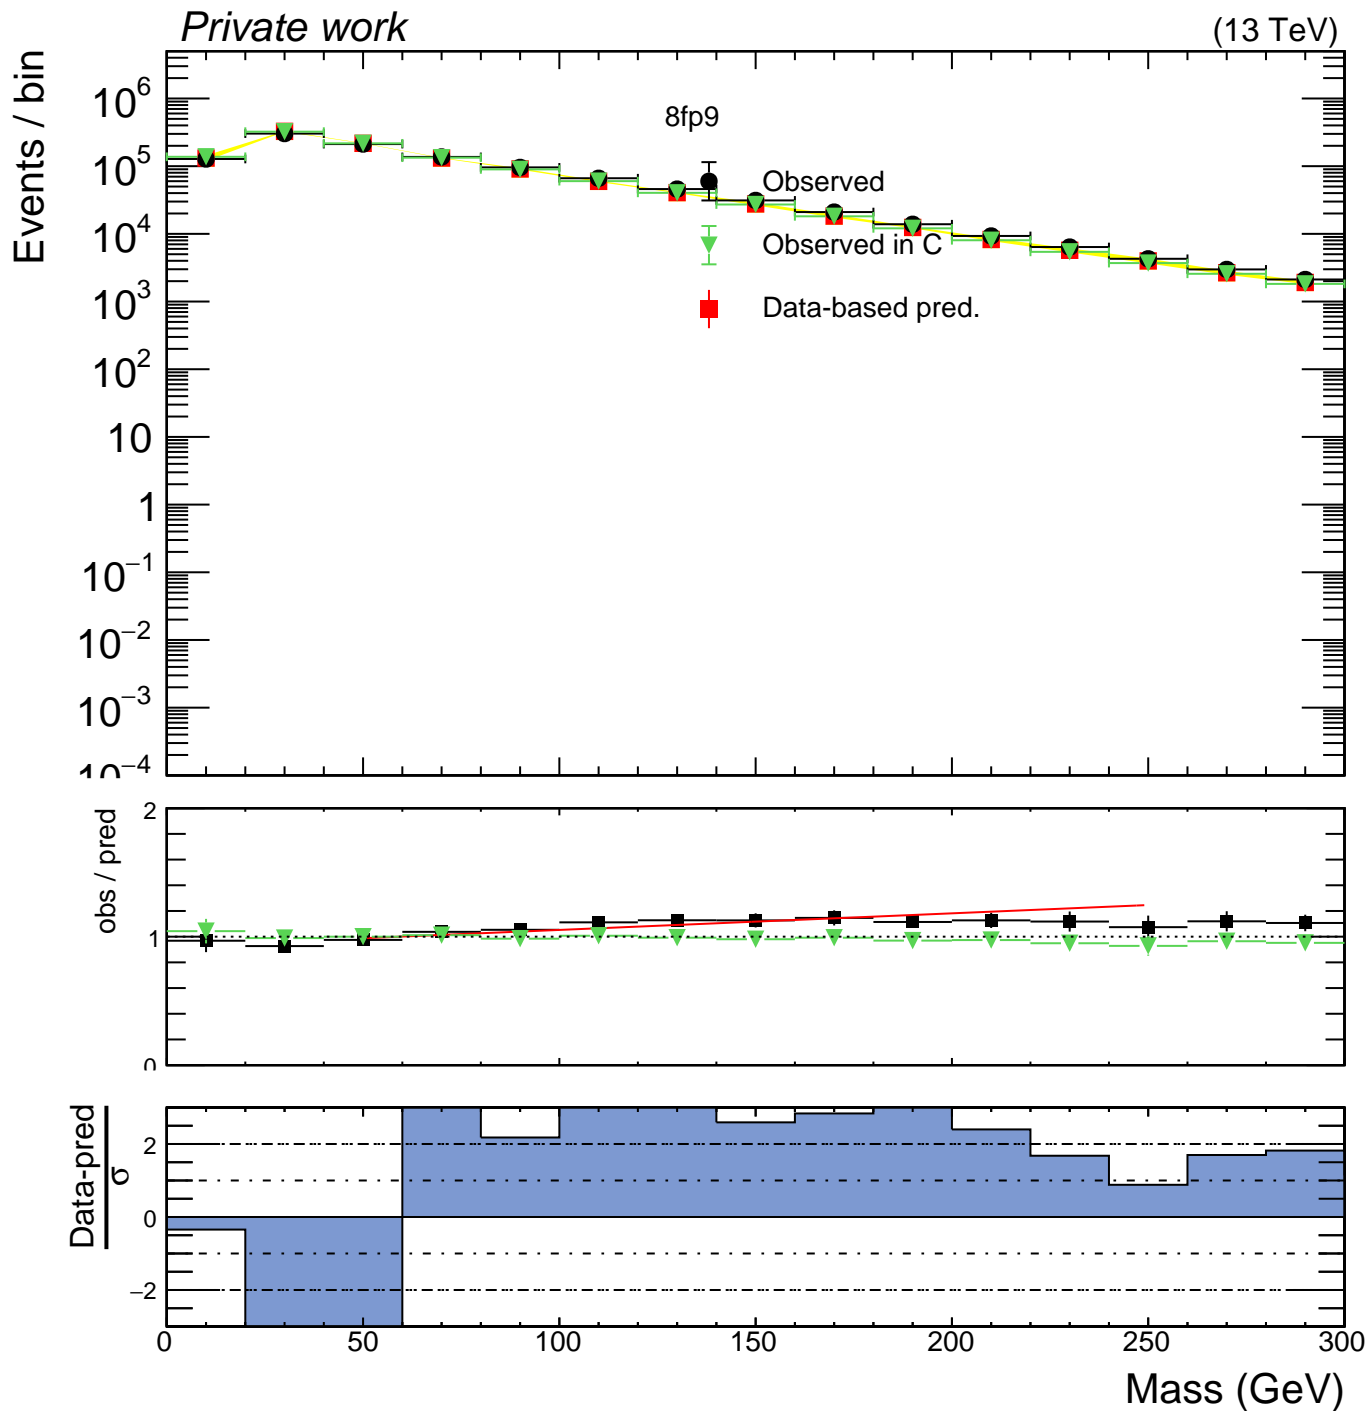 Private work
(13 TeV)
Events / bin
10^6
10^5
10^4
10^3
10^2
10
1
10^−1
10^−2
10^−3
10^−4
8fp9
Observed
Observed in C
Data-based pred.
obs / pred
2
1
0
Data-pred
σ
2
0
−2
0 50 100 150 200 250 300
Mass (GeV)